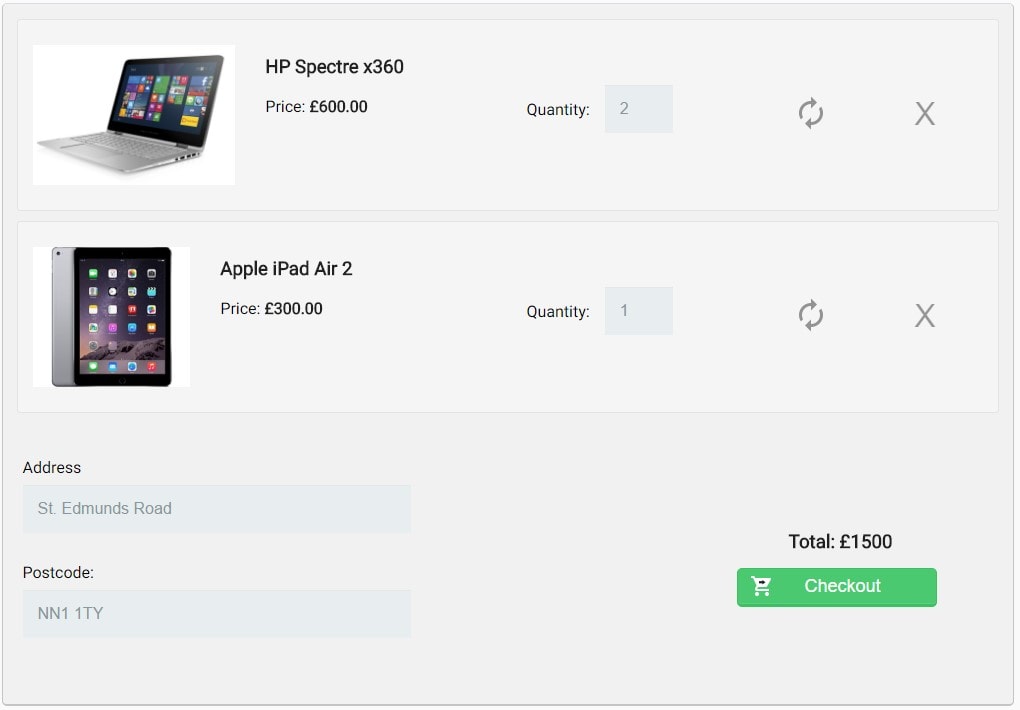 HP Spectre x360
Price: £600.00
Quantity: 2
X
Apple iPad Air 2
Price: £300.00
Quantity: 1
X
Address
St. Edmunds Road
Total: £1500
Postcode:
Checkout
NN1 1TY